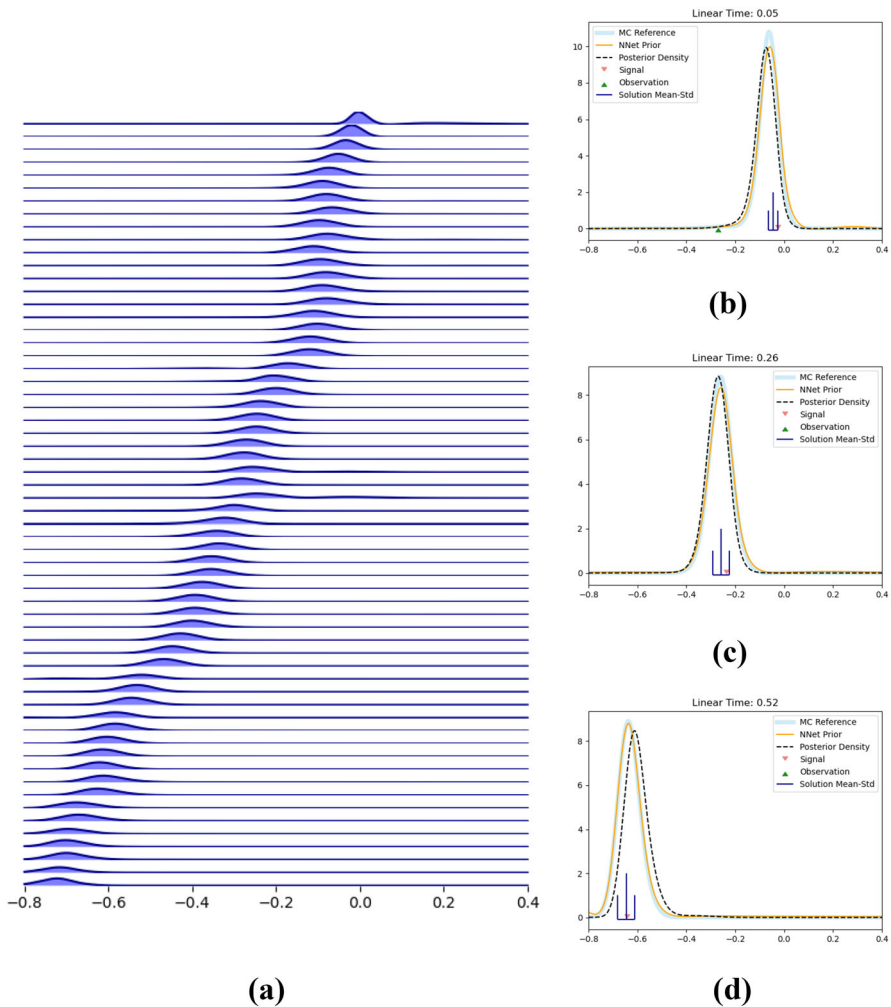 −0.8 −0.6 −0.4 −0.2 0.0 0.2 0.4
(a)
Linear Time: 0.05
MC Reference
NNet Prior
Posterior Density
Signal
Observation
Solution Mean-Std
10
8
6
4
2
0
−0.8 −0.6 −0.4 −0.2 0.0 0.2 0.4
(b)
Linear Time: 0.26
MC Reference
NNet Prior
Posterior Density
Signal
Observation
Solution Mean-Std
8
6
4
2
0
−0.8 −0.6 −0.4 −0.2 0.0 0.2 0.4
(c)
Linear Time: 0.52
MC Reference
NNet Prior
Posterior Density
Signal
Observation
Solution Mean-Std
8
6
4
2
0
−0.8 −0.6 −0.4 −0.2 0.0 0.2 0.4
(d)